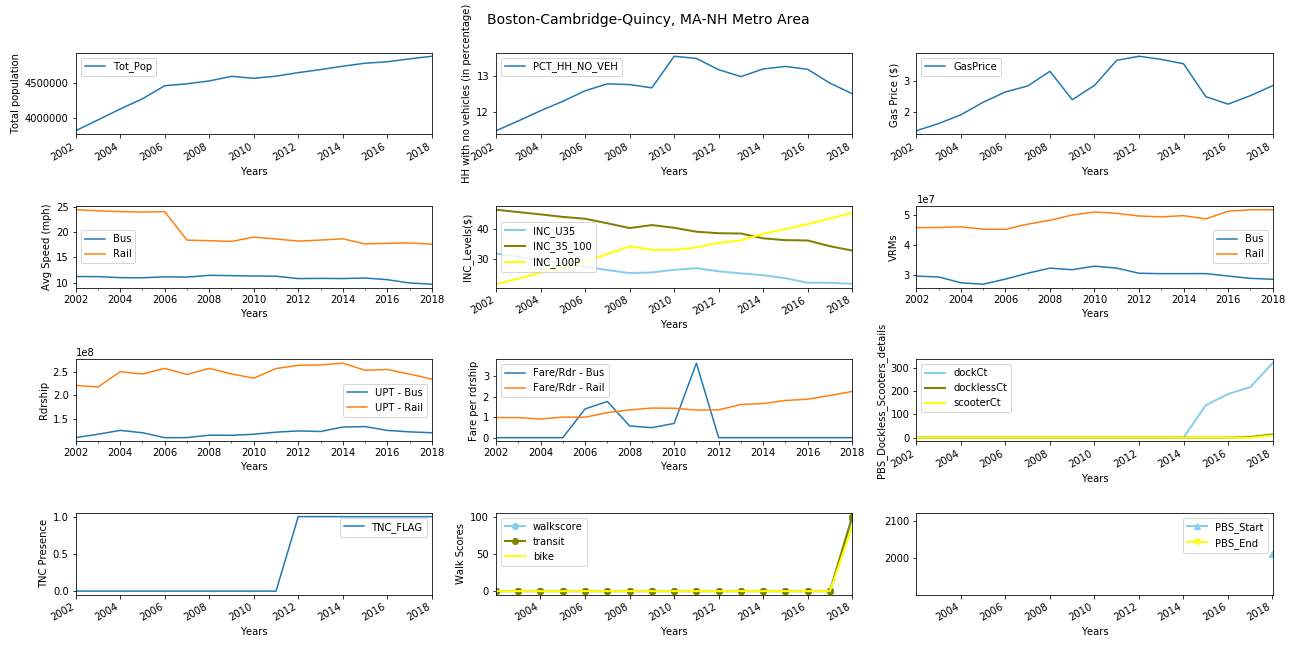 Boston-Cambridge-Quincy, MA-NH Metro Area
Total population
Tot_Pop
4500000
4000000
2002 2004 2006 2008 2010 2012 2014 2016 2018
Years
HH with no vehicles (in percentage)
PCT_HH_NO_VEH
13
12
2002 2004 2006 2008 2010 2012 2014 2016 2018
Years
Gas Price ($)
GasPrice
3
2
2002 2004 2006 2008 2010 2012 2014 2016 2018
Years
Avg Speed (mph)
25
20
15
10
Bus
Rail
2002 2004 2006 2008 2010 2012 2014 2016 2018
Years
INC_Levels($)
40
30
INC_U35
INC_35_100
INC_100P
2002 2004 2006 2008 2010 2012 2014 2016 2018
Years
1e7
VRMs
5
4
3
Bus
Rail
2002 2004 2006 2008 2010 2012 2014 2016 2018
Years
1e8
Rdrship
2.5
2.0
1.5
UPT - Bus
UPT - Rail
2002 2004 2006 2008 2010 2012 2014 2016 2018
Years
Fare per rdrship
3
2
1
0
Fare/Rdr - Bus
Fare/Rdr - Rail
2002 2004 2006 2008 2010 2012 2014 2016 2018
Years
PBS_Dockless_Scooters_details
300
200
100
0
dockCt
docklessCt
scooterCt
2002 2004 2006 2008 2010 2012 2014 2016 2018
Years
TNC Presence
1.0
0.5
0.0
TNC_FLAG
2002 2004 2006 2008 2010 2012 2014 2016 2018
Years
Walk Scores
100
50
0
walkscore
transit
bike
2004 2006 2008 2010 2012 2014 2016 2018
Years
2100
2000
PBS_Start
PBS_End
2004 2006 2008 2010 2012 2014 2016 2018
Years